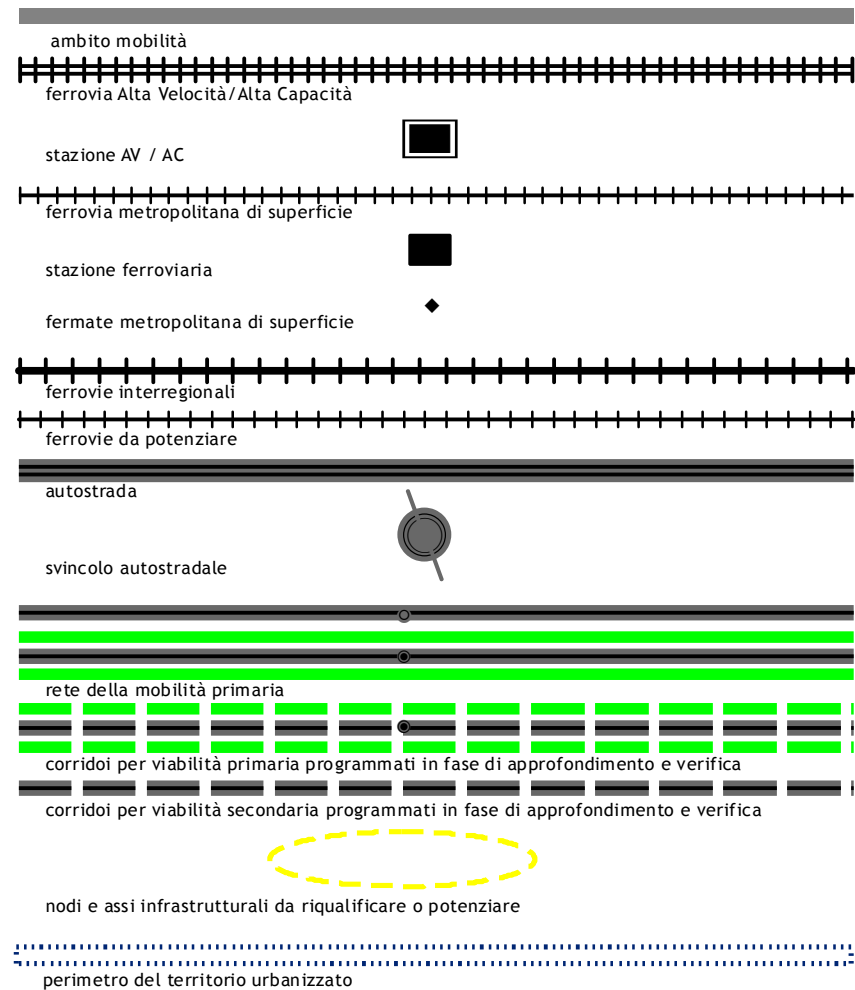 ambito mobilità
ferrovia Alta Velocità/Alta Capacità
stazione AV / AC
ferrovia metropolitana di superficie
stazione ferroviaria
fermate metropolitana di superficie
ferrovie interregionali
ferrovie da potenziare
autostrada
svincolo autostradale
rete della mobilità primaria
corridoi per viabilità primaria programmati in fase di approfondimento e verifica
corridoi per viabilità secondaria programmati in fase di approfondimento e verifica
nodi e assi infrastrutturali da riqualificare o potenziare
perimetro del territorio urbanizzato